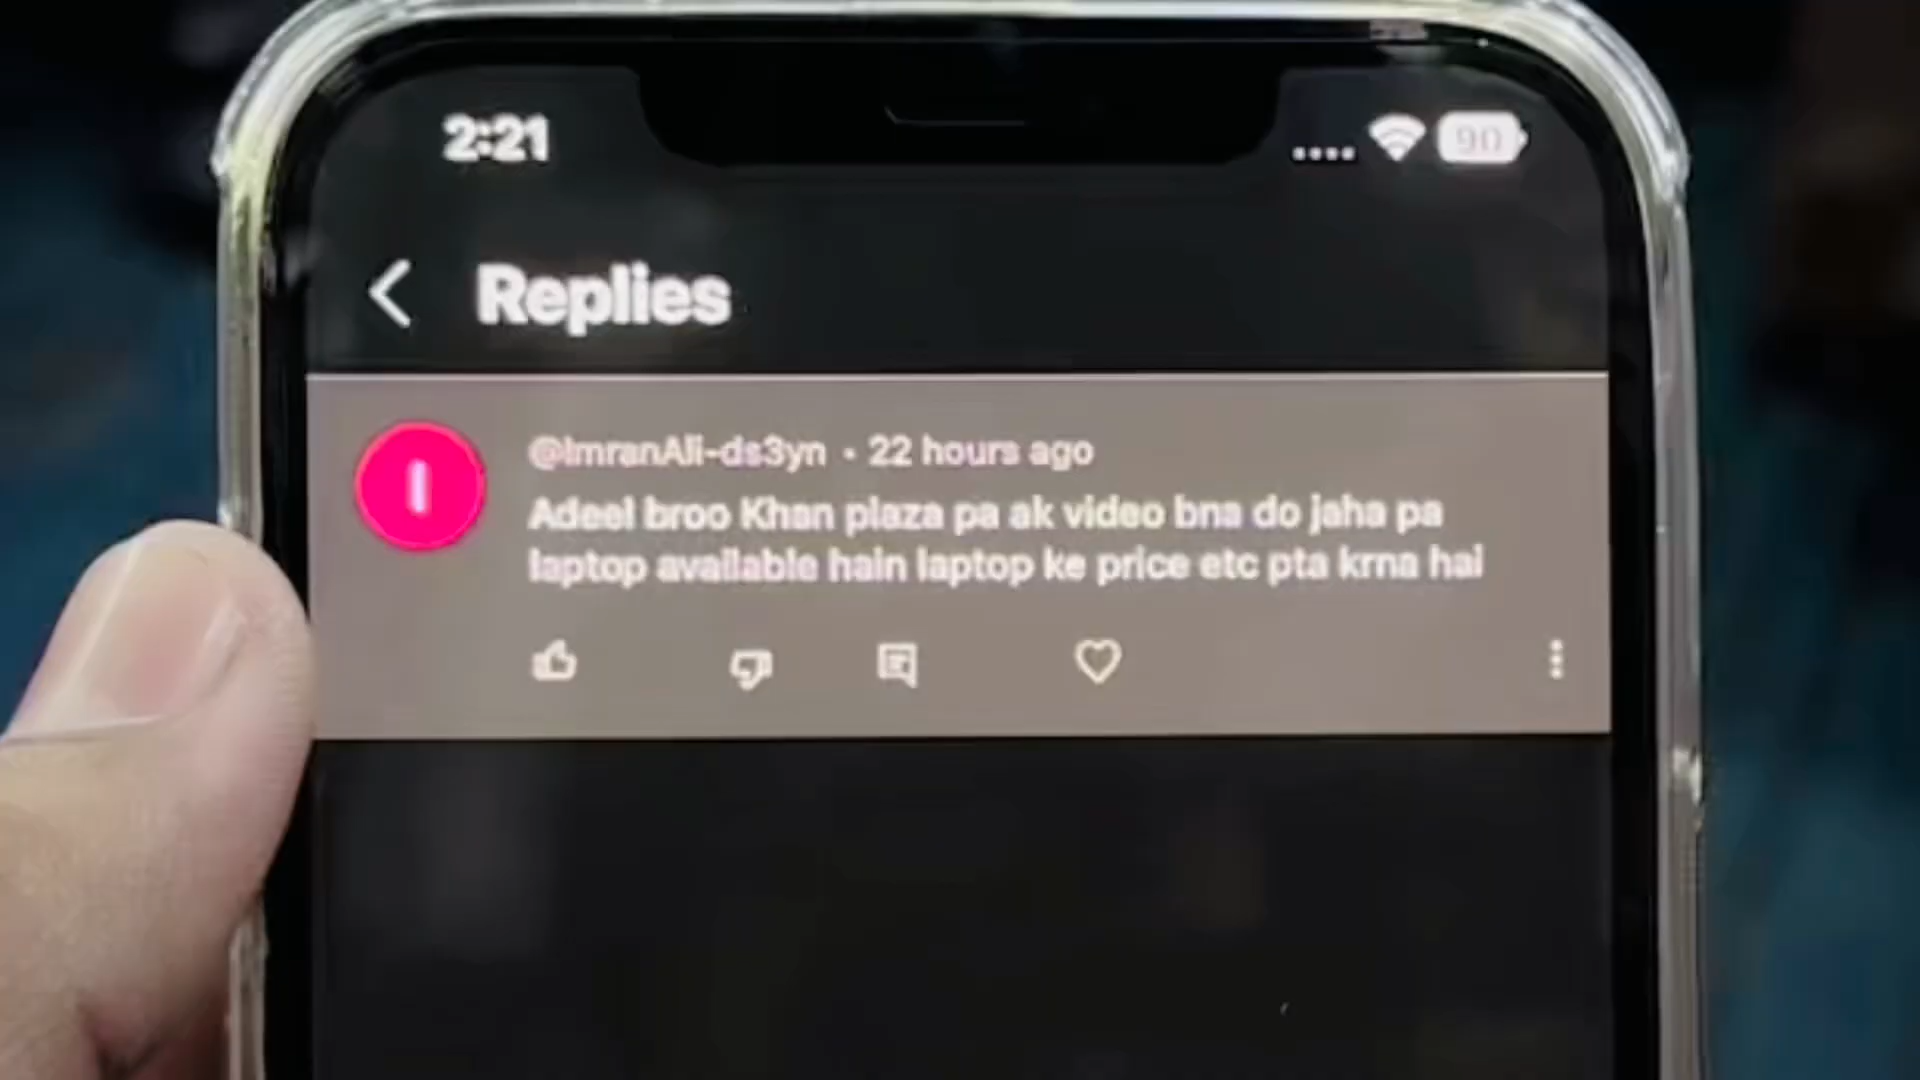 2:21
90
Replies
I
@ImranAli-ds3yn • 22 hours ago
Adeel broo Khan plaza pa ak video bna do jaha pa
laptop available hain laptop ke price etc pta krna hai